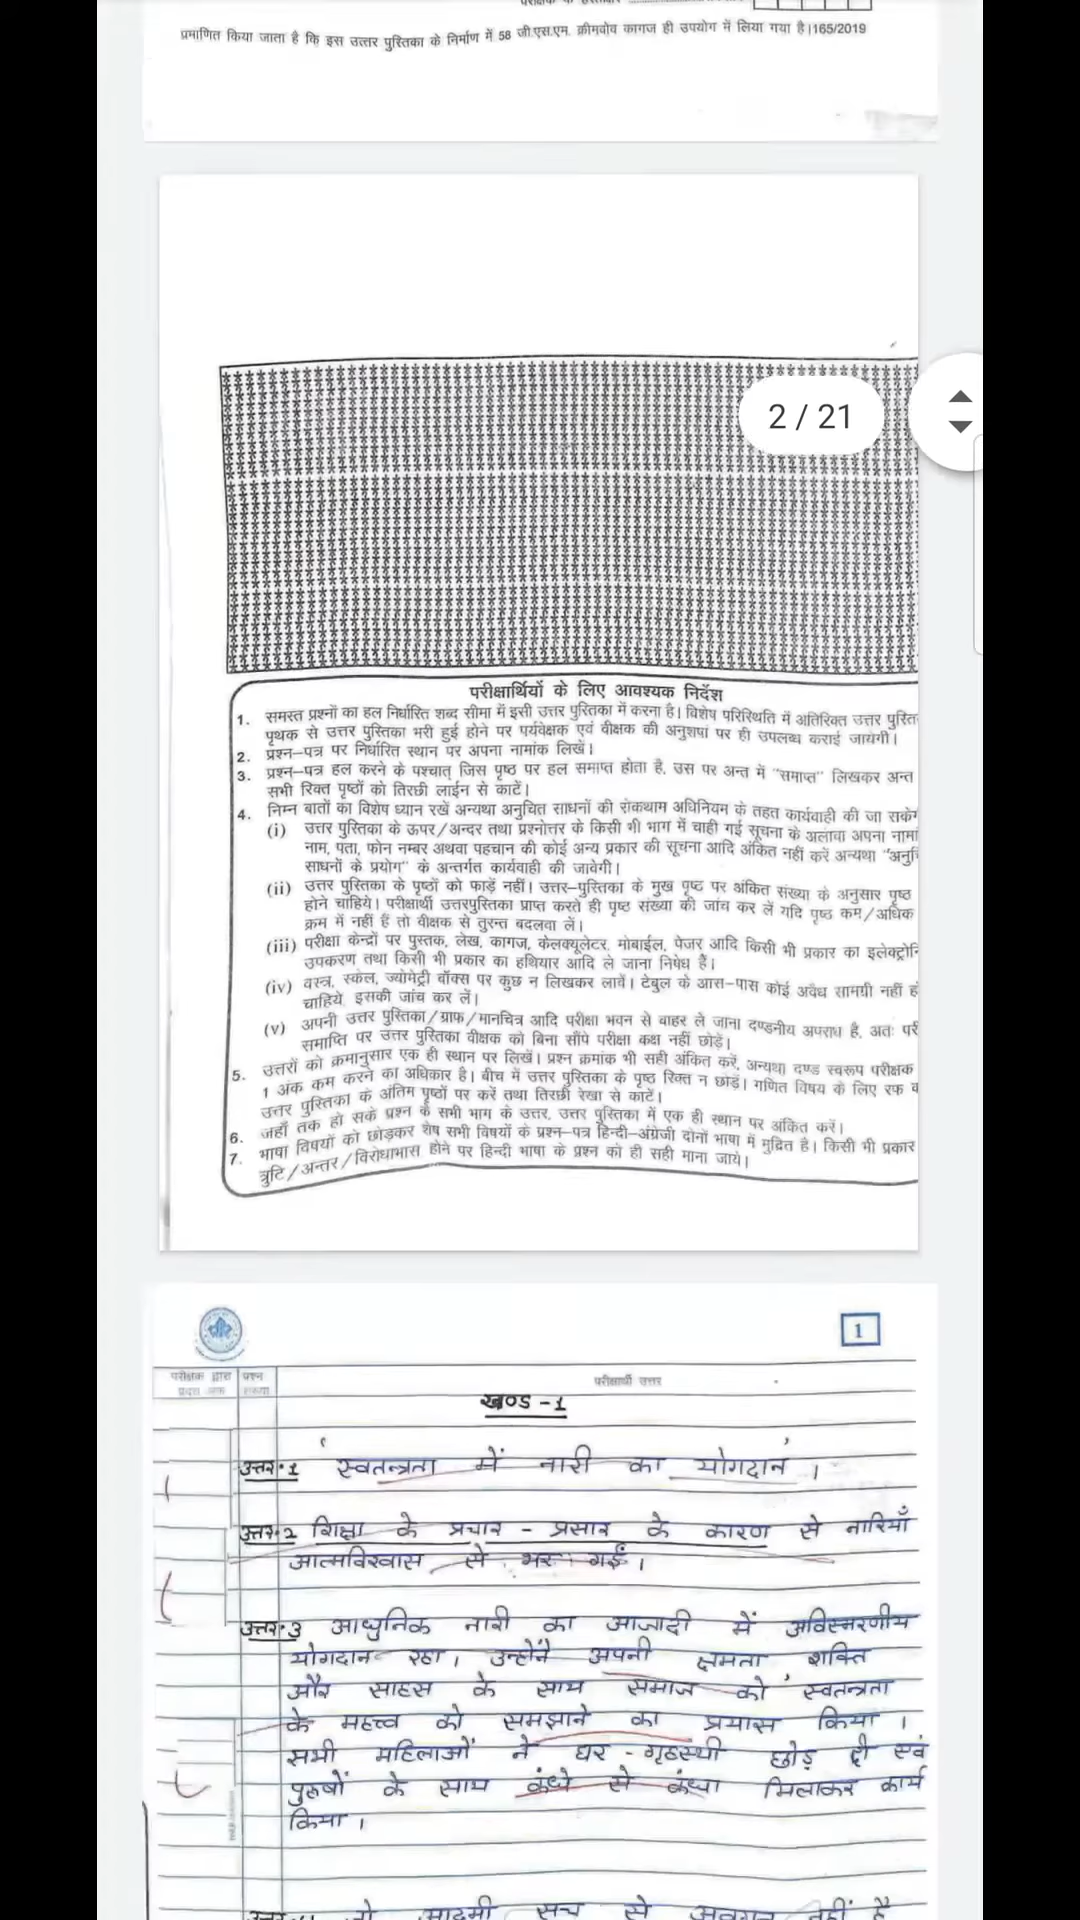 प्रमाणित किया जाता है कि इस उत्तर पुस्तिका के निर्माण में 58 जी.एस.एम. क्रीमवोव कागज ही उपयोग में लिया गया है।165/2019
2 / 21
परीक्षार्थियों के लिए आवश्यक निर्देश
1. समस्त प्रश्नों का हल निर्धारित शब्द सीमा में इसी उत्तर पुस्तिका में करना है। विशेष परिस्थिति में अतिरिक्त उत्तर पुस्ति
पृथक से उत्तर पुस्तिका भरी हुई होने पर पर्यवेक्षक एवं वीक्षक की अनुशषा पर ही उपलब्ध कराई जायेगी।
2. प्रश्न-पत्र पर निर्धारित स्थान पर अपना नामांक लिखें।
3. प्रश्न-पत्र हल करने के पश्चात् जिस पृष्ठ पर हल समाप्त होता है, उस पर अन्त में "समाप्त" लिखकर अन्त
सभी रिक्त पृष्ठों को तिरछी लाईन से काटें।
4. निम्न बातों का विशेष ध्यान रखें अन्यथा अनुचित साधनों की रोकथाम अधिनियम के तहत कार्यवाही की जा सकेग
(i) उत्तर पुस्तिका के ऊपर/अन्दर तथा प्रश्नोत्तर के किसी भी भाग में चाही गई सूचना के अलावा अपना नामा
नाम, पता, फोन नम्बर अथवा पहचान की कोई अन्य प्रकार की सूचना आदि अंकित नहीं करें अन्यथा "अनुचि
साधनों के प्रयोग" के अन्तर्गत कार्यवाही की जावेगी।
(ii) उत्तर पुस्तिका के पृष्ठों को फाड़ें नहीं। उत्तर-पुस्तिका के मुख पृष्ठ पर अंकित संख्या के अनुसार पृष्ठ
होने चाहिये। परीक्षार्थी उत्तरपुस्तिका प्राप्त करते ही पृष्ठ संख्या की जांच कर लें यदि पृष्ठ कम/अधिक
क्रम में नहीं हैं तो वीक्षक से तुरन्त बदलवा लें।
(iii) परीक्षा केन्द्रों पर पुस्तक, लेख, कागज, केलक्यूलेटर, मोबाईल, पेजर आदि किसी भी प्रकार का इलेक्ट्रोनि
उपकरण तथा किसी भी प्रकार का हथियार आदि ले जाना निषेध हैं।
(iv) वस्त्र, स्केल, ज्योमेट्री बॉक्स पर कुछ न लिखकर लावें। टेबुल के आस-पास कोई अवैध सामग्री नहीं ह
चाहिये इसकी जांच कर लें।
(v) अपनी उत्तर पुस्तिका/ग्राफ/मानचित्र आदि परीक्षा भवन से बाहर ले जाना दण्डनीय अपराध है, अतः परी
समाप्ति पर उत्तर पुस्तिका वीक्षक को बिना सौंपे परीक्षा कक्ष नहीं छोड़ें।
5. उत्तरों को क्रमानुसार एक ही स्थान पर लिखें। प्रश्न क्रमांक भी सही अंकित करें, अन्यथा दण्ड स्वरूप परीक्षक
1 अंक कम करने का अधिकार है। बीच में उत्तर पुस्तिका के पृष्ठ रिक्त न छोड़ें। गणित विषय के लिए रफ क
उत्तर पुस्तिका के अंतिम पृष्ठों पर करें तथा तिरछी रेखा से काटें।
6. जहाँ तक हो सके प्रश्न के सभी भाग के उत्तर, उत्तर पुस्तिका में एक ही स्थान पर अंकित करें।
7. भाषा विषयों को छोड़कर शेष सभी विषयों के प्रश्न-पत्र हिन्दी-अंग्रेजी दोनों भाषा में मुद्रित है। किसी भी प्रकार
त्रुटि/अन्तर/विरोधाभास होने पर हिन्दी भाषा के प्रश्न को ही सही माना जाये।
1
परीक्षक द्वारा प्रश्न
प्रदत्त अंक संख्या
परीक्षार्थी उत्तर
खण्ड - 1
उत्तर·1 'स्वतन्त्रता में नारी का योगदान'।
उत्तर·2 शिक्षा के प्रचार - प्रसार के कारण से नारियाँ
आत्मविश्वास से भर गई।
उत्तर·3 आधुनिक नारी का आजादी में अविस्मरणीय
योगदान रहा। उन्होंने अपनी क्षमता शक्ति
और साहस के साथ समाज को स्वतन्त्रता
के महत्त्व को समझाने का प्रयास किया।
सभी महिलाओं ने घर - गृहस्थी छोड़ दी एवं
पुरुषों के साथ कंधे से कंधा मिलाकर कार्य
किया।
जो आदमी सच से अवगत नहीं है